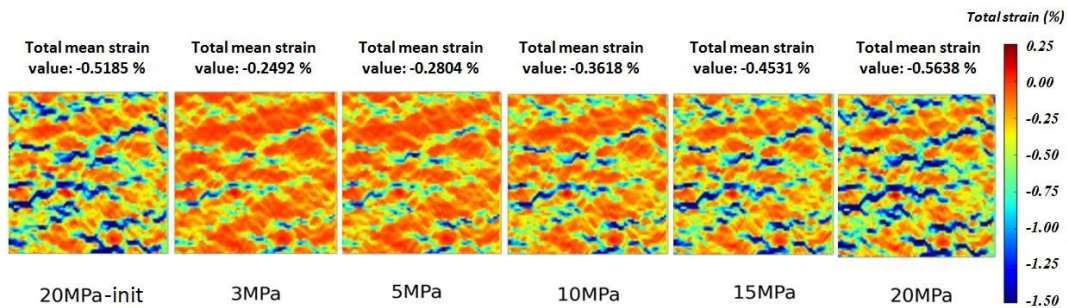 Total strain (%)
Total mean strain
value: -0.5185 %
Total mean strain
value: -0.2492 %
Total mean strain
value: -0.2804 %
Total mean strain
value: -0.3618 %
Total mean strain
value: -0.4531 %
Total mean strain
value: -0.5638 %
0.25
0.00
-0.25
-0.50
-0.75
-1.00
-1.25
-1.50
20MPa-init
3MPa
5MPa
10MPa
15MPa
20MPa